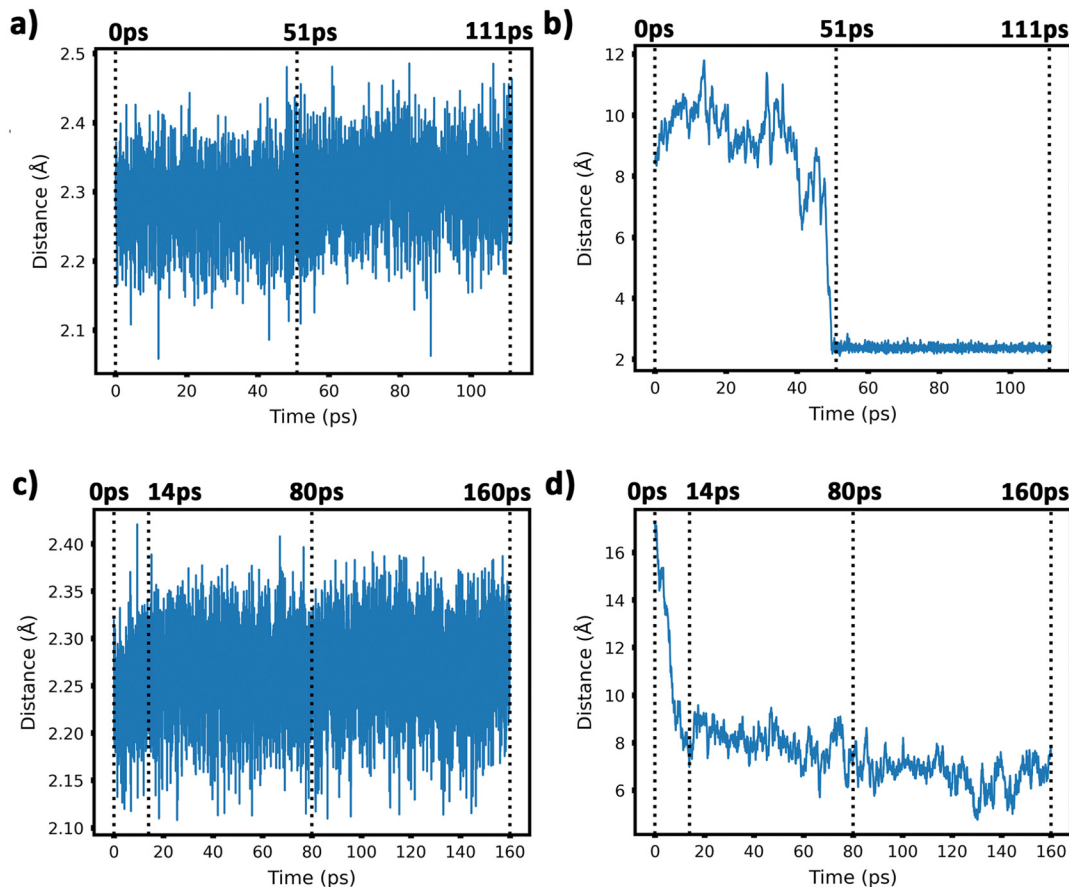 a)
0ps 51ps 111ps
2.5
2.4
2.3
2.2
2.1
Distance (Å)
0 20 40 60 80 100
Time (ps)
b)
0ps 51ps 111ps
12
10
8
6
4
2
Distance (Å)
0 20 40 60 80 100
Time (ps)
c)
0ps 14ps 80ps 160ps
2.40
2.35
2.30
2.25
2.20
2.15
2.10
Distance (Å)
0 20 40 60 80 100 120 140 160
Time (ps)
d)
0ps 14ps 80ps 160ps
16
14
12
10
8
6
Distance (Å)
0 20 40 60 80 100 120 140 160
Time (ps)